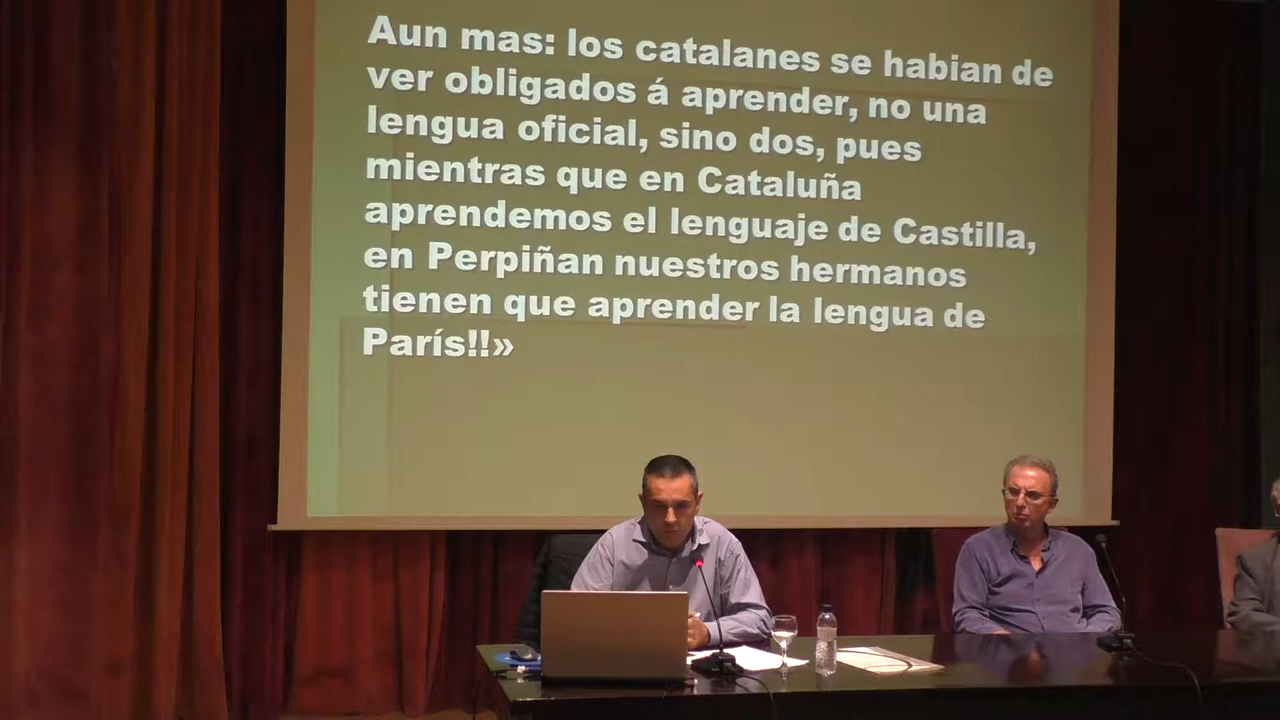 Aun mas: los catalanes se habian de
ver obligados á aprender, no una
lengua oficial, sino dos, pues
mientras que en Cataluña
aprendemos el lenguaje de Castilla,
en Perpiñan nuestros hermanos
tienen que aprender la lengua de
París!!»